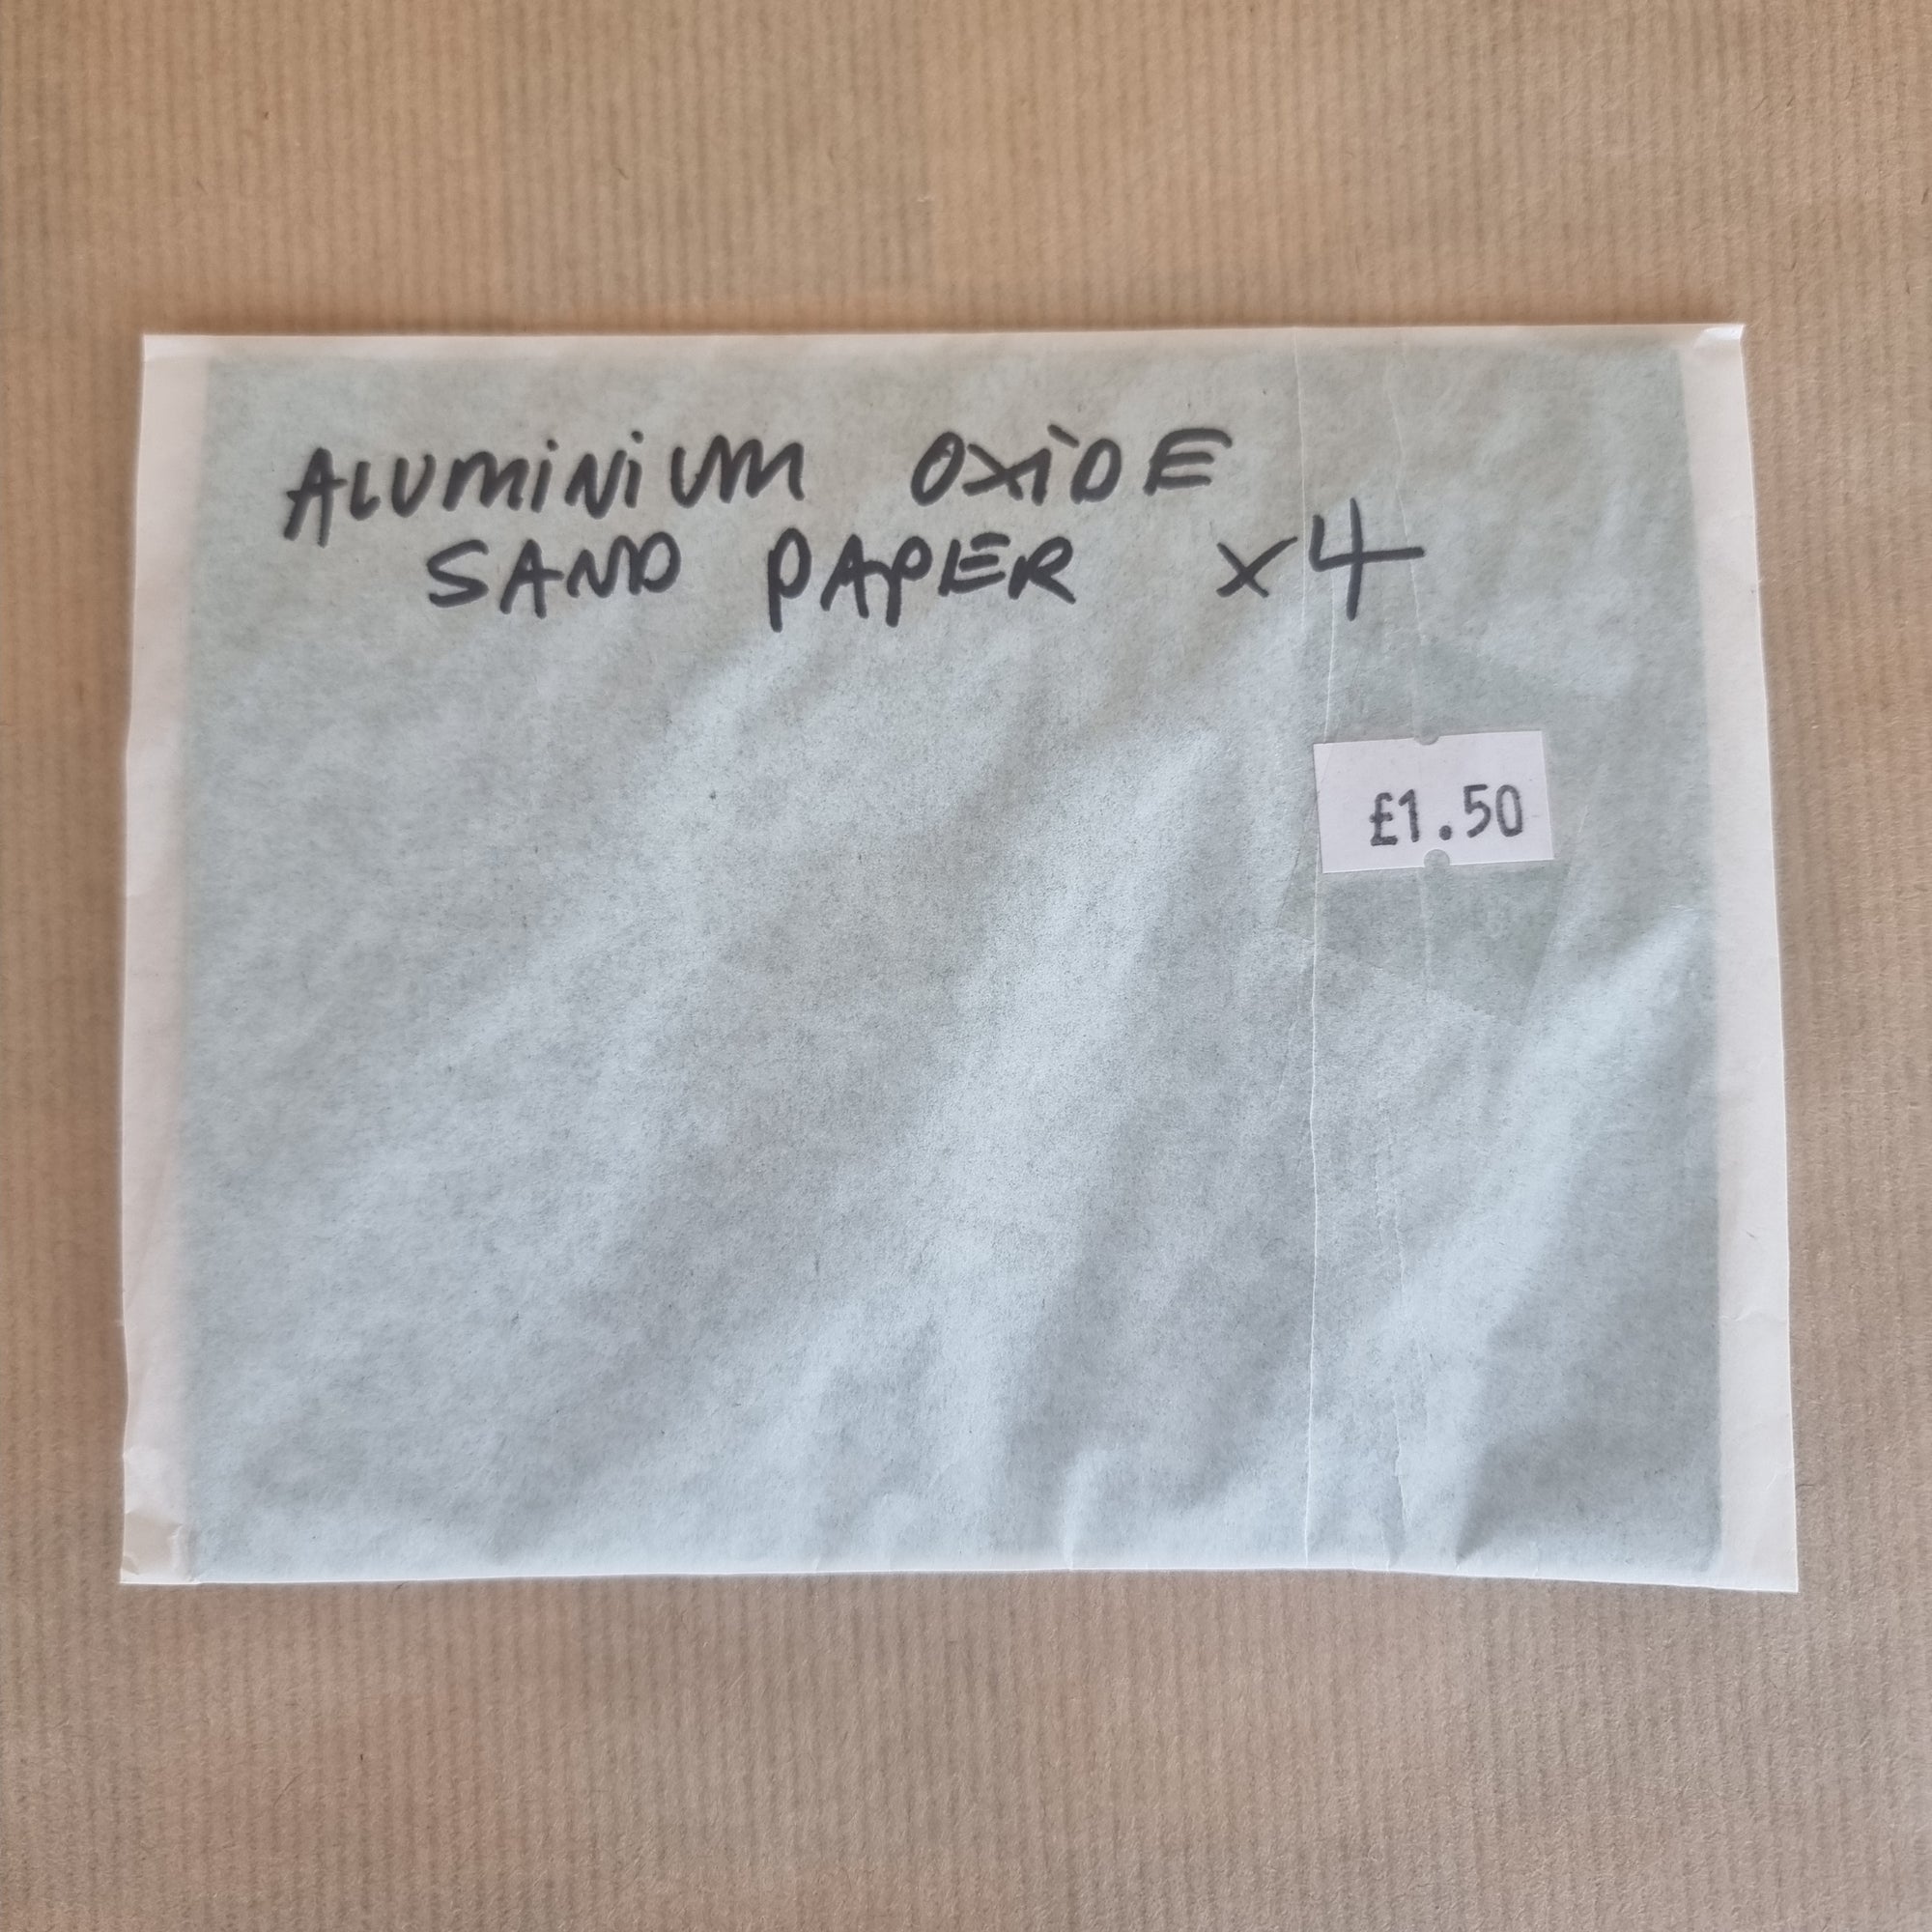 ALUMINIUM OXIDE
SAND PAPER x4
£1.50